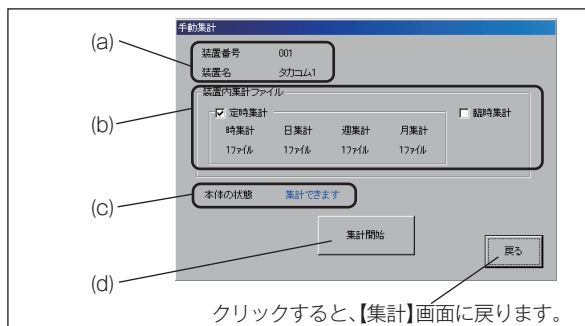 手動集計
(a)
装置番号 001
装置名 タカコム1
装置内集計ファイル
(b)
定時集計 臨時集計
時集計 日集計 週集計 月集計
1ファイル 1ファイル 1ファイル 1ファイル
(c)
本体の状態 集計できます
(d)
集計開始
戻る
クリックすると、【集計】画面に戻ります。